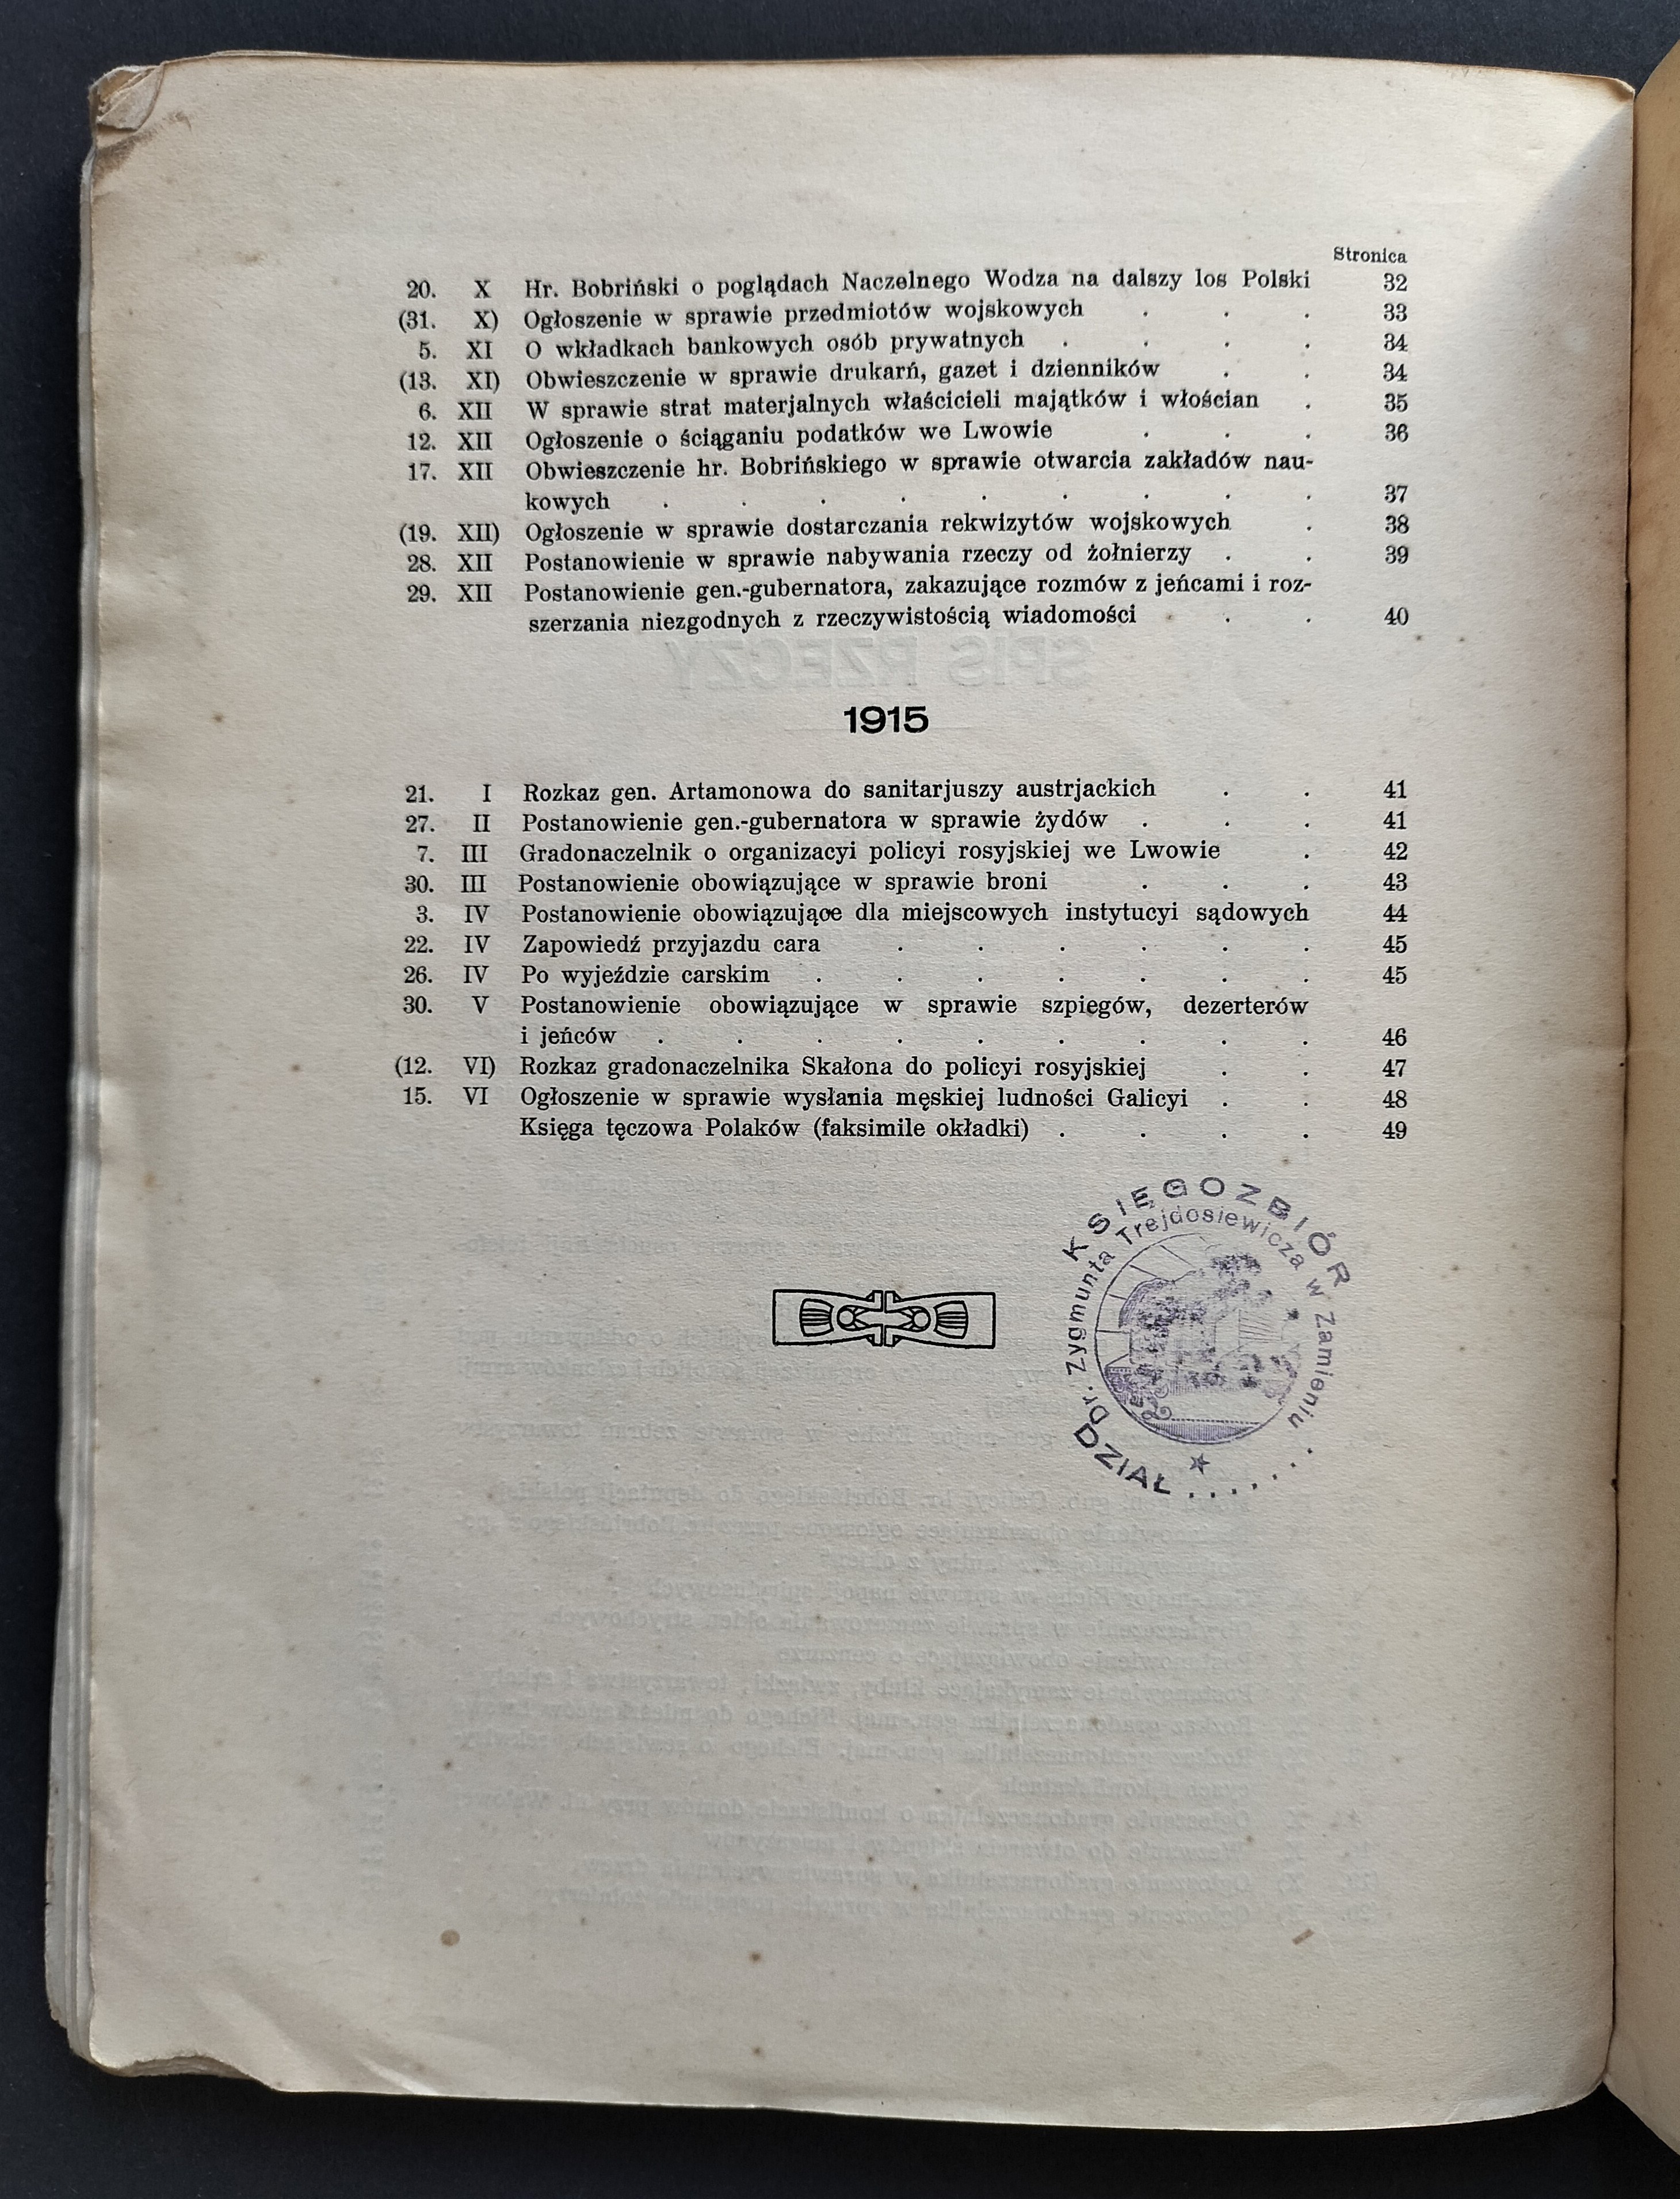 Stronica
20. X Hr. Bobriński o poglądach Naczelnego Wodza na dalszy los Polski 32
(31. X) Ogłoszenie w sprawie przedmiotów wojskowych . . . 33
5. XI O wkładkach bankowych osób prywatnych . . . . 34
(13. XI) Obwieszczenie w sprawie drukarń, gazet i dzienników . . 34
6. XII W sprawie strat materjalnych właścicieli majątków i włościan . 35
12. XII Ogłoszenie o ściąganiu podatków we Lwowie . . . 36
17. XII Obwieszczenie hr. Bobrińskiego w sprawie otwarcia zakładów nau-
kowych . . . . . . . . . 37
(19. XII) Ogłoszenie w sprawie dostarczania rekwizytów wojskowych . 38
28. XII Postanowienie w sprawie nabywania rzeczy od żołnierzy . . 39
29. XII Postanowienie gen.-gubernatora, zakazujące rozmów z jeńcami i roz-
szerzania niezgodnych z rzeczywistością wiadomości . . . 40
SPIS RZECZY
1915
21. I Rozkaz gen. Artamonowa do sanitarjuszy austrjackich . . 41
27. II Postanowienie gen.-gubernatora w sprawie żydów . . . 41
7. III Gradonaczelnik o organizacyi policyi rosyjskiej we Lwowie . 42
30. III Postanowienie obowiązujące w sprawie broni . . . 43
3. IV Postanowienie obowiązujące dla miejscowych instytucyi sądowych 44
22. IV Zapowiedź przyjazdu cara . . . . . . 45
26. IV Po wyjeździe carskim . . . . . . . 45
30. V Postanowienie obowiązujące w sprawie szpiegów, dezerterów
i jeńców . . . . . . . . . 46
(12. VI) Rozkaz gradonaczelnika Skałona do policyi rosyjskiej . . 47
15. VI Ogłoszenie w sprawie wysłania męskiej ludności Galicyi . . 48
Księga tęczowa Polaków (faksimile okładki) . . . . 49
KSIĘGOZBIÓR
Dr. Zygmunta Trejdosiewicza w Zamieniu
DZIAŁ . . . . . . . .